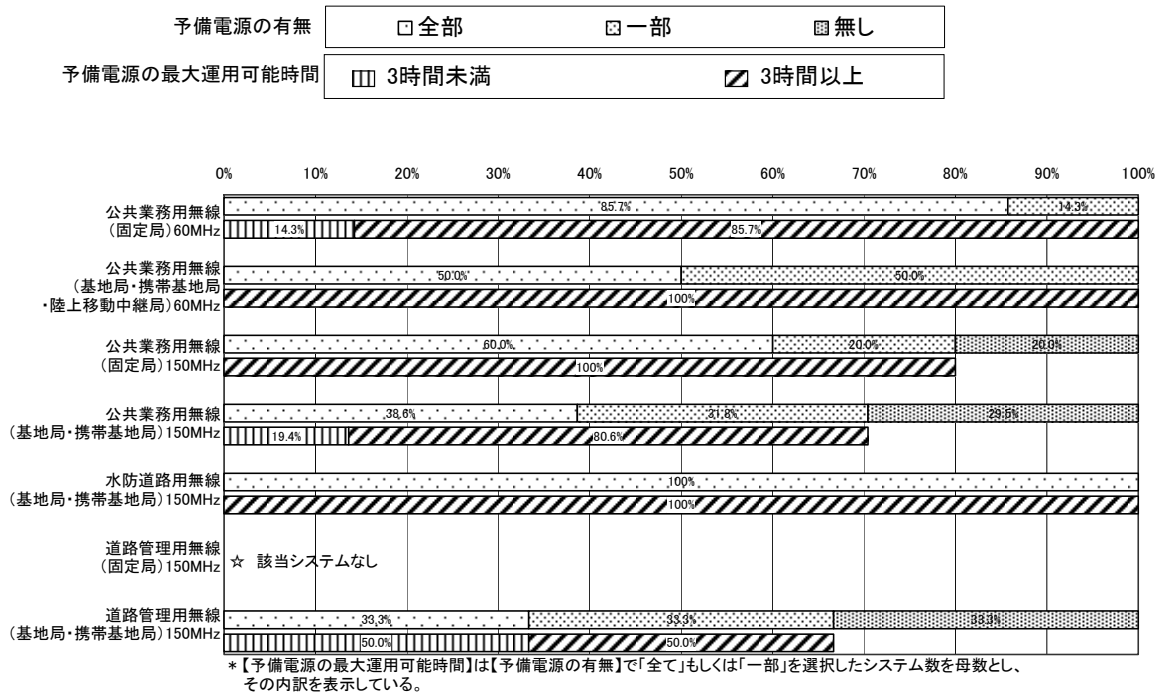 予備電源の有無
全部 一部 無し
予備電源の最大運用可能時間
3時間未満 3時間以上
0% 10% 20% 30% 40% 50% 60% 70% 80% 90% 100%
公共業務用無線
(固定局)60MHz
85.7% 14.3%
14.3% 85.7%
公共業務用無線
(基地局・携帯基地局
・陸上移動中継局)60MHz
50.0% 50.0%
100%
公共業務用無線
(固定局)150MHz
60.0% 20.0% 20.0%
100%
公共業務用無線
(基地局・携帯基地局)150MHz
38.6% 31.8% 29.5%
19.4% 80.6%
水防道路用無線
(基地局・携帯基地局)150MHz
100%
100%
道路管理用無線
(固定局)150MHz
☆ 該当システムなし
道路管理用無線
(基地局・携帯基地局)150MHz
33.3% 33.3% 33.3%
50.0% 50.0%
*【予備電源の最大運用可能時間】は【予備電源の有無】で「全て」もしくは「一部」を選択したシステム数を母数とし、
その内訳を表示している。